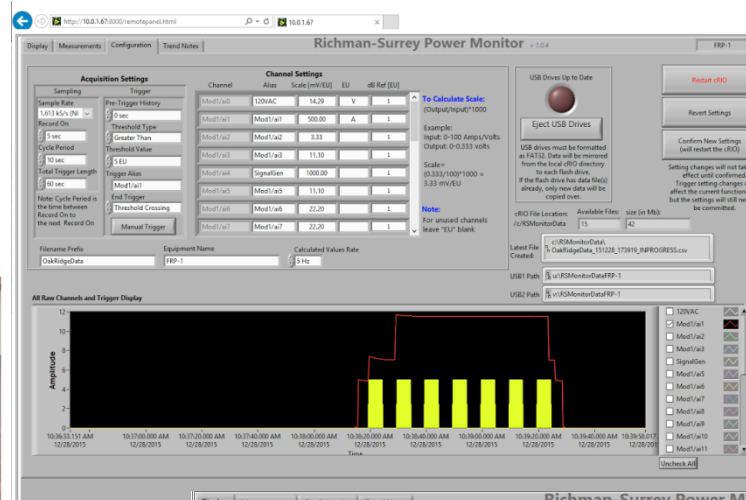 http://10.0.1.67:8000/remotepanel.html
10.0.1.67
Display
Measurements
Configuration
Trend Notes
Richman-Surrey Power Monitor v 1.0.4
FRP-1
Acquisition Settings
Sampling
Trigger
Sample Rate
1.613 kS/s (NI
Record On
5 sec
Cycle Period
10 sec
Total Trigger Length
60 sec
Note: Cycle Period is
the time between
Record On to
the next Record On
Pre-Trigger History
0 sec
Threshold Type
Greater Than
Threshold Value
5 EU
Trigger Alias
Mod1/ai1
End Trigger
Threshold Crossing
Manual Trigger
Channel Settings
Channel Alias Scale [mV/EU] EU dB Ref [EU]
Mod1/ai0 120VAC 14.29 V 1
Mod1/ai1 Mod1/ai1 500.00 A 1
Mod1/ai2 Mod1/ai2 3.33 1
Mod1/ai3 Mod1/ai3 11.10 1
Mod1/ai4 SignalGen 1000.00 1
Mod1/ai5 Mod1/ai5 11.10 1
Mod1/ai6 Mod1/ai6 22.20 1
Mod1/ai7 Mod1/ai7 22.20 1
To Calculate Scale:
(Output/Input)*1000
Example:
Input: 0-100 Amps/Volts
Output: 0-0.333 volts
Scale=
(0.333/100)*1000 =
3.33 mV/EU
Note:
For unused channels
leave "EU" blank
USB Drives Up to Date
Eject USB Drives
USB drives must be formatted
as FAT32. Data will be mirrored
from the local cRIO directory
to each flash drive.
If the flash drive has data file(s)
already, only new data will be
copied over.
Restart cRIO
Revert Settings
Confirm New Settings
(will restart the cRIO)
Setting changes will not tak
effect until confirmed.
Trigger setting changes
affect the current function
but the settings will still nee
be committed.
cRIO File Location:
/c/RSMonitorData
Available Files:
15
size (in Mb):
42
Latest File
Created:
c:\RSMonitorData\
OakRidgeData_151228_173819_INPROGRESS.csv
USB1 Path u:\RSMonitorDataFRP-1
USB2 Path v:\RSMonitorDataFRP-1
Filename Prefix
OakRidgeData
Equipment Name
FRP-1
Calculated Values Rate
5 Hz
All Raw Channels and Trigger Display
Amplitude
12
10
8
6
4
2
0
10:36:33.151 AM
12/28/2015
10:37:00.000 AM
12/28/2015
10:37:20.000 AM
12/28/2015
10:37:40.000 AM
12/28/2015
10:38:00.000 AM
12/28/2015
10:38:20.000 AM
12/28/2015
10:38:40.000 AM
12/28/2015
10:39:00.000 AM
12/28/2015
10:39:20.000 AM
12/28/2015
10:39:40.000 AM
12/28/2015
10:39:50.017
12/28/2015
Time
120VAC
Mod1/ai1
Mod1/ai2
Mod1/ai3
SignalGen
Mod1/ai5
Mod1/ai6
Mod1/ai7
Mod1/ai8
Mod1/ai9
Mod1/ai10
Mod1/ai11
Uncheck All
Richman-Surrey Power M